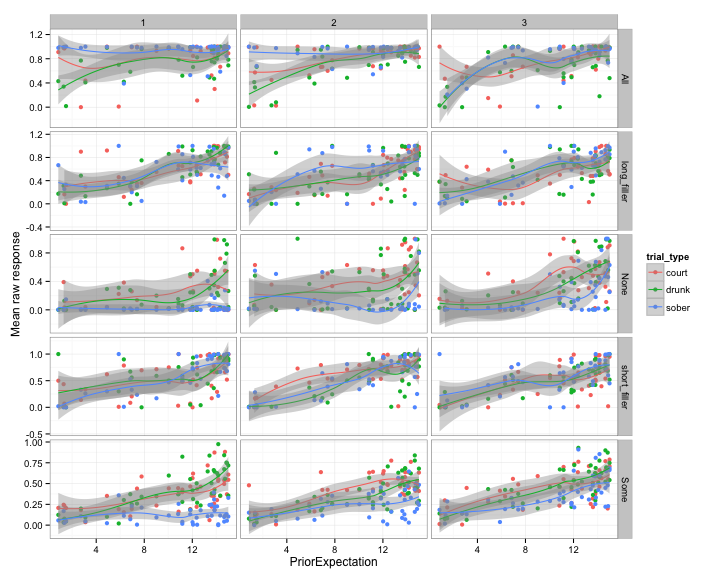 1 2 3
1.2
0.8
0.4
0.0
All
1.2
0.8
0.4
0.0
-0.4
long_filler
0.8
0.4
0.0
None
1.0
0.5
0.0
-0.5
short_filler
1.00
0.75
0.50
0.25
0.00
Some
4 8 12 4 8 12 4 8 12
PriorExpectation
Mean raw response
trial_type
court
drunk
sober